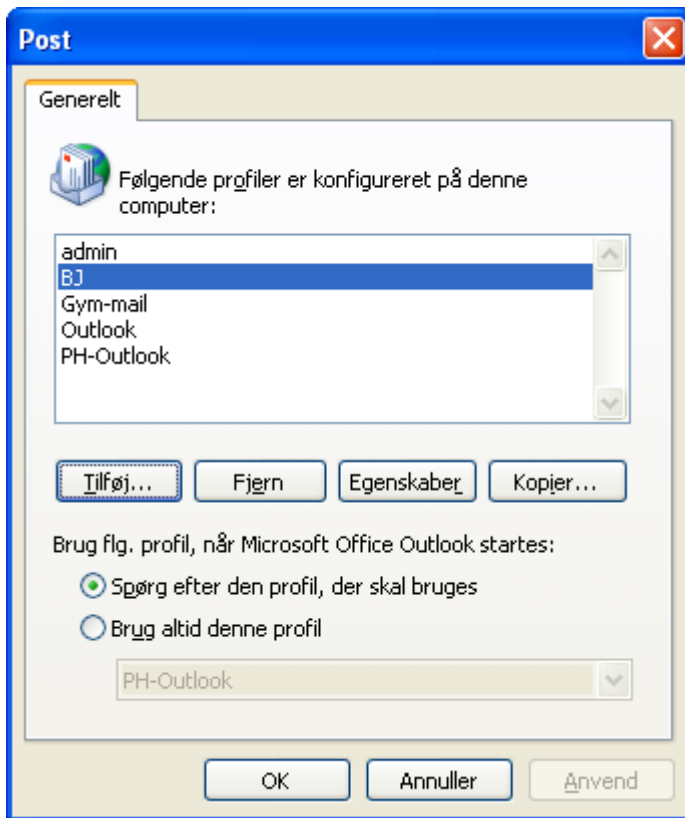 Post
Generelt
Følgende profiler er konfigureret på denne
computer:
admin
BJ
Gym-mail
Outlook
PH-Outlook
Tilføj... Fjern Egenskaber Kopier...
Brug flg. profil, når Microsoft Office Outlook startes:
Spørg efter den profil, der skal bruges
Brug altid denne profil
PH-Outlook
OK Annuller Anvend